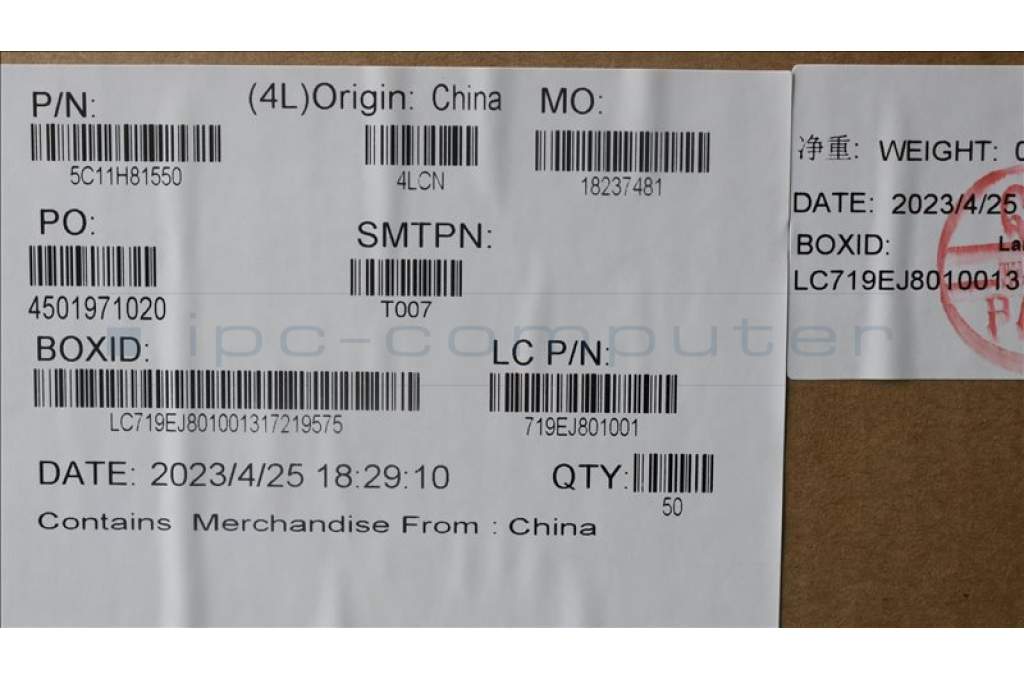 P/N:
(4L)Origin: China
MO:
5C11H81550
4LCN
18237481
PO:
SMTPN:
4501971020
T007
ipc-computer
BOXID:
LC P/N:
LC719EJ801001317219575
719EJ801001
DATE: 2023/4/25 18:29:10
QTY:
50
Contains Merchandise From : China
净重: WEIGHT:
DATE: 2023/4/25
BOXID:
LC719EJ8010013